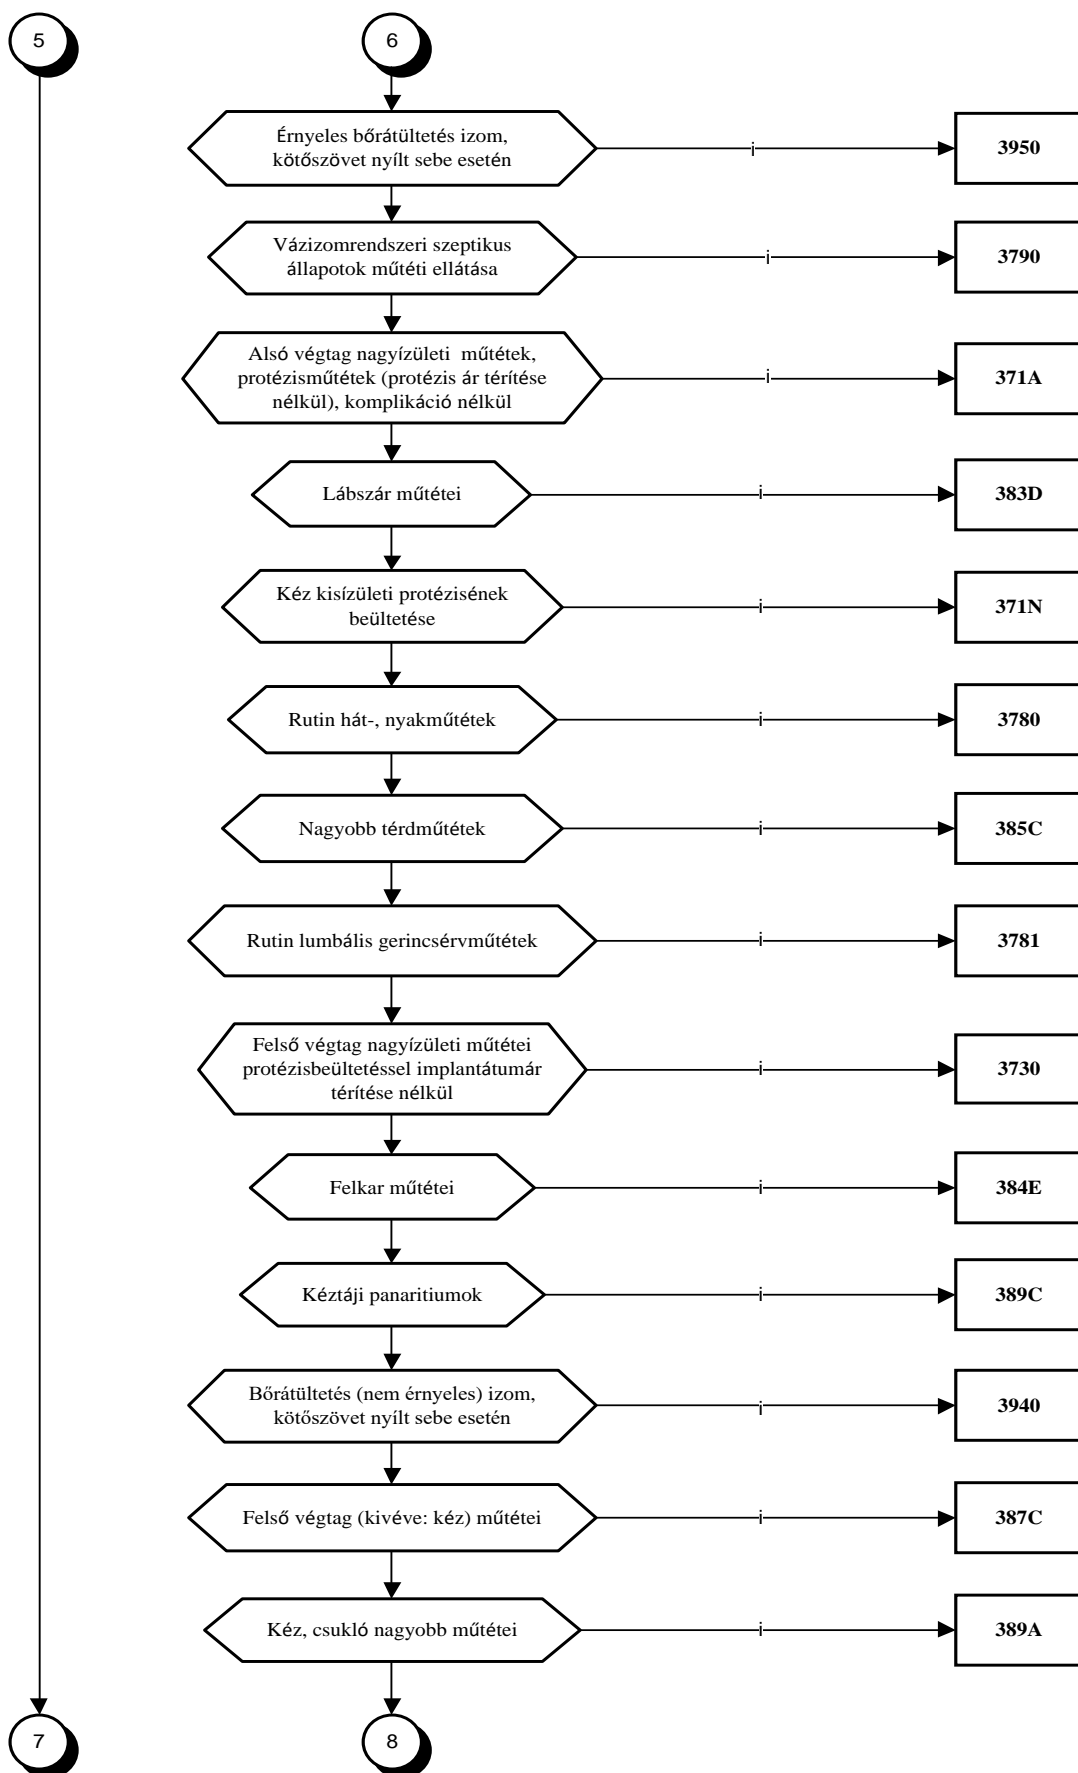 5
6
Érnyeles bőrátültetés izom,
kötőszövet nyílt sebe esetén
i
3950
Vázizomrendszeri szeptikus
állapotok műtéti ellátása
i
3790
Alsó végtag nagyízületi műtétek,
protézisműtétek (protézis ár térítése
nélkül), komplikáció nélkül
i
371A
Lábszár műtétei
i
383D
Kéz kisízületi protézisének
beültetése
i
371N
Rutin hát-, nyakműtétek
i
3780
Nagyobb térdműtétek
i
385C
Rutin lumbális gerincsérvműtétek
i
3781
Felső végtag nagyízületi műtétei
protézisbeültetéssel implantátumár
térítése nélkül
i
3730
Felkar műtétei
i
384E
Kéztáji panaritiumok
i
389C
Bőrátültetés (nem érnyeles) izom,
kötőszövet nyílt sebe esetén
i
3940
Felső végtag (kivéve: kéz) műtétei
i
387C
Kéz, csukló nagyobb műtétei
i
389A
7
8